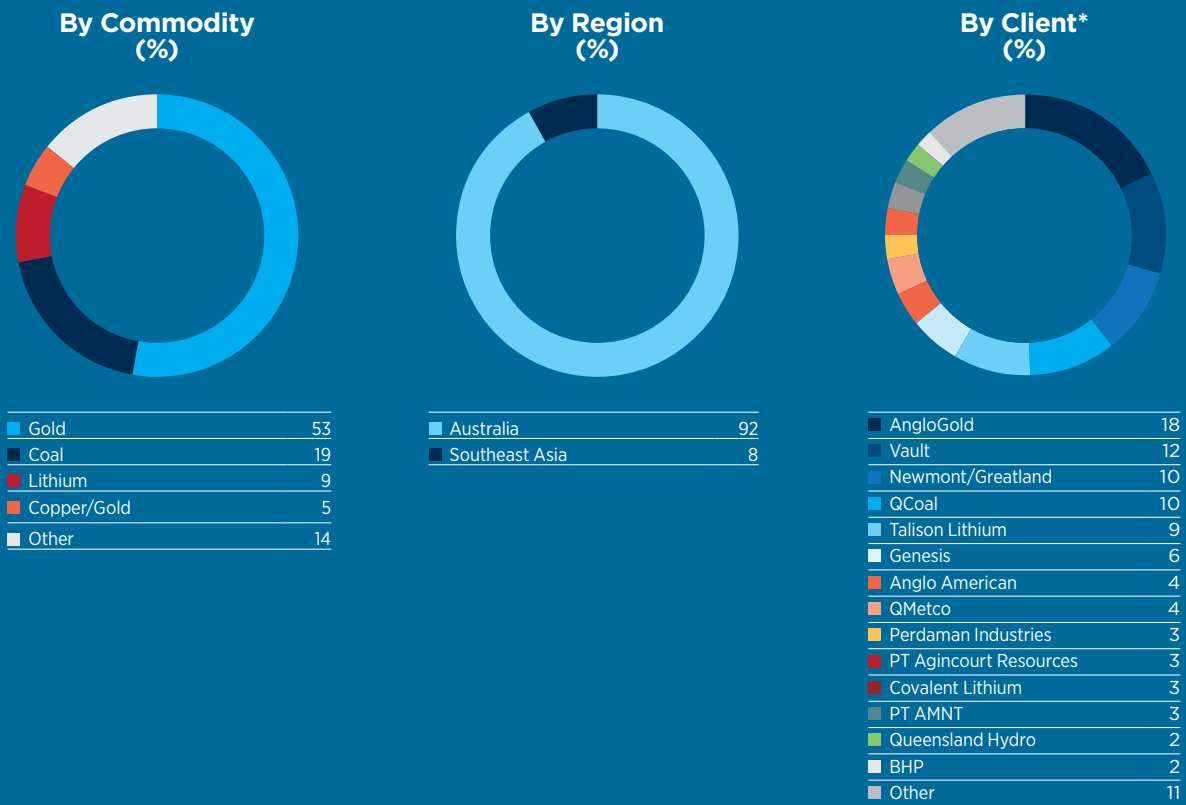 By Commodity
(%)
Gold 53
Coal 19
Lithium 9
Copper/Gold 5
Other 14
By Region
(%)
Australia 92
Southeast Asia 8
By Client*
(%)
AngloGold 18
Vault 12
Newmont/Greatland 10
QCoal 10
Talison Lithium 9
Genesis 6
Anglo American 4
QMetco 4
Perdaman Industries 3
PT Agincourt Resources 3
Covalent Lithium 3
PT AMNT 3
Queensland Hydro 2
BHP 2
Other 11